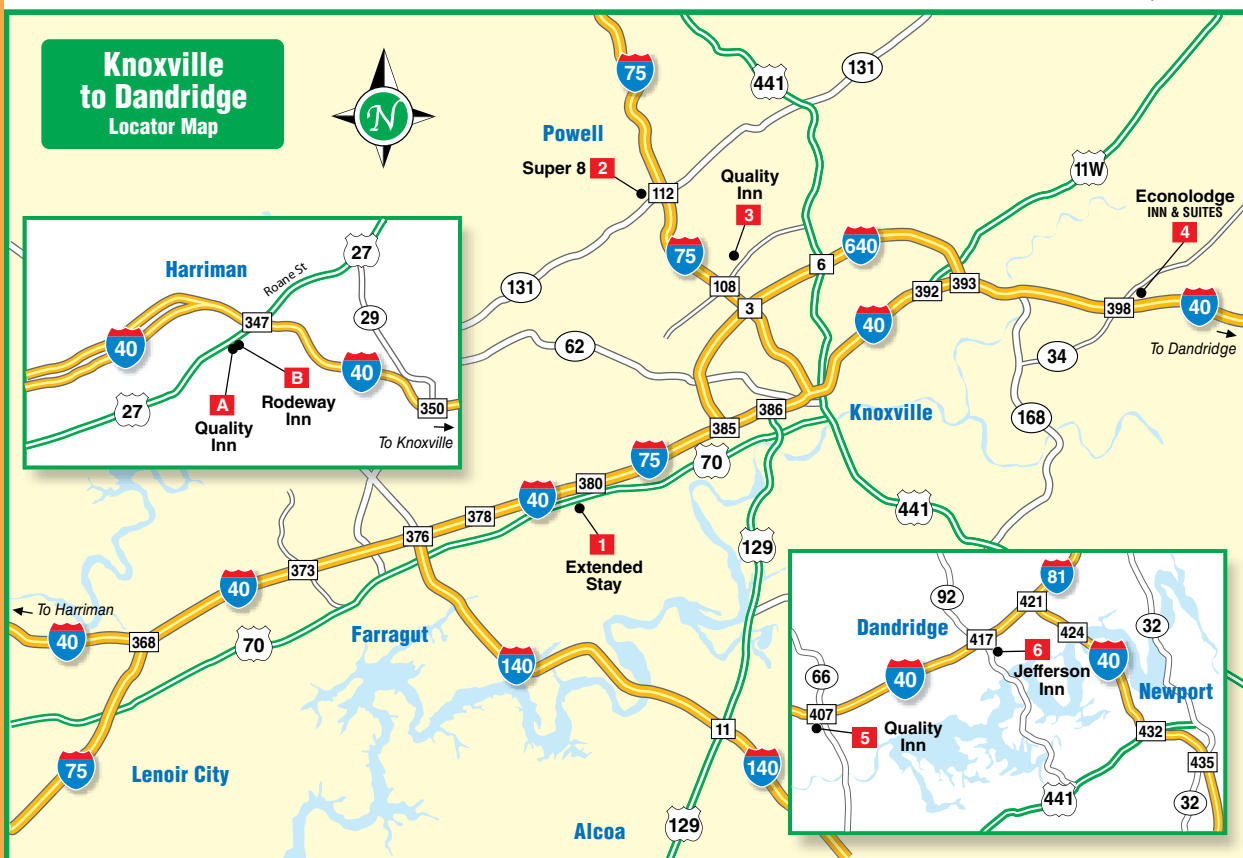 Knoxville
to Dandridge
Locator Map
N
75
441
131
Powell
Super 8 2
112
Quality
Inn
3
11W
Econolodge
INN & SUITES
4
75
640
6
108
3
131
392
393
398
40
40
To Dandridge
62
34
168
386
385
Knoxville
75
70
380
40
378
376
373
1
Extended
Stay
441
129
40
To Harriman
40
368
70
Farragut
140
11
140
75
Lenoir City
Alcoa
129
Harriman
Roane St
27
347
29
40
40
27
A
Quality
Inn
B
Rodeway
Inn
350
To Knoxville
81
92
421
Dandridge
417
424
32
6
Jefferson
Inn
40
40
66
Newport
407
5
Quality
Inn
432
435
441
32